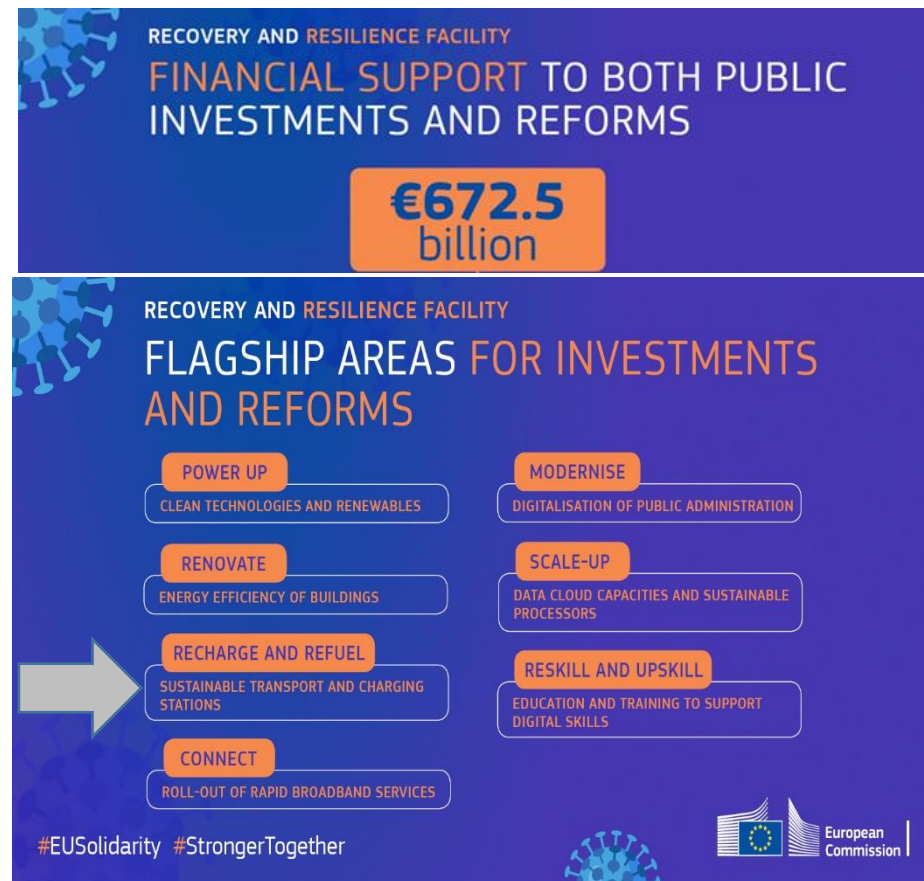 RECOVERY AND RESILIENCE FACILITY
FINANCIAL SUPPORT TO BOTH PUBLIC
INVESTMENTS AND REFORMS
€672.5
billion
RECOVERY AND RESILIENCE FACILITY
FLAGSHIP AREAS FOR INVESTMENTS
AND REFORMS
POWER UP
CLEAN TECHNOLOGIES AND RENEWABLES
RENOVATE
ENERGY EFFICIENCY OF BUILDINGS
RECHARGE AND REFUEL
SUSTAINABLE TRANSPORT AND CHARGING
STATIONS
CONNECT
ROLL-OUT OF RAPID BROADBAND SERVICES
MODERNISE
DIGITALISATION OF PUBLIC ADMINISTRATION
SCALE-UP
DATA CLOUD CAPACITIES AND SUSTAINABLE
PROCESSORS
RESKILL AND UPSKILL
EDUCATION AND TRAINING TO SUPPORT
DIGITAL SKILLS
#EUSolidarity #StrongerTogether
European
Commission